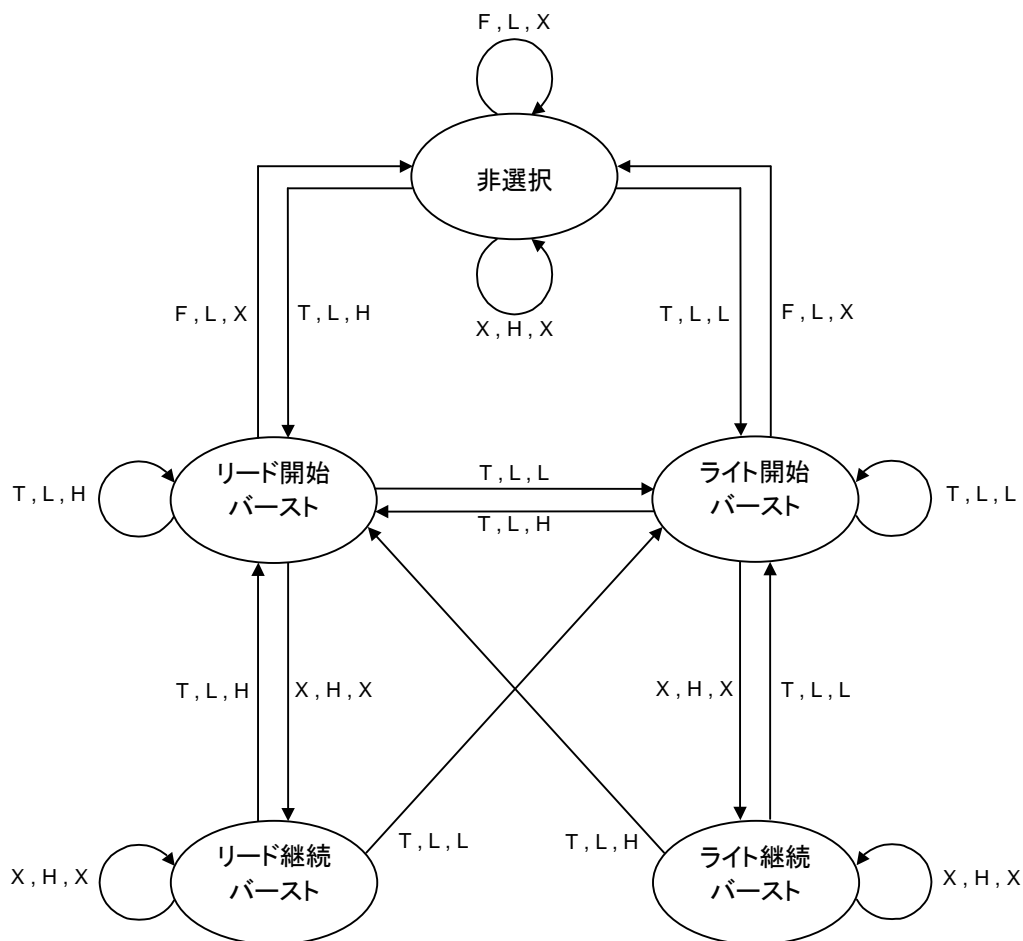 F , L , X
非選択
X , H , X
F , L , X
T , L , H
T , L , L
F , L , X
リード開始
バースト
T , L , H
T , L , L
T , L , H
ライト開始
バースト
T , L , L
T , L , H
X , H , X
X , H , X
T , L , L
リード継続
バースト
X , H , X
T , L , L
T , L , H
ライト継続
バースト
X , H , X